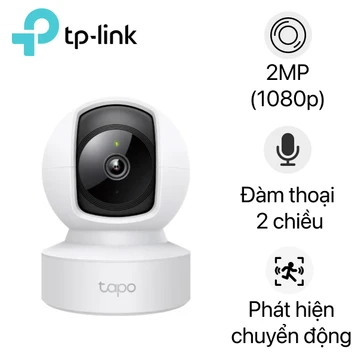 tp-link
2MP
(1080p)
tapo
Đàm thoại
2 chiều
Phát hiện
chuyển động